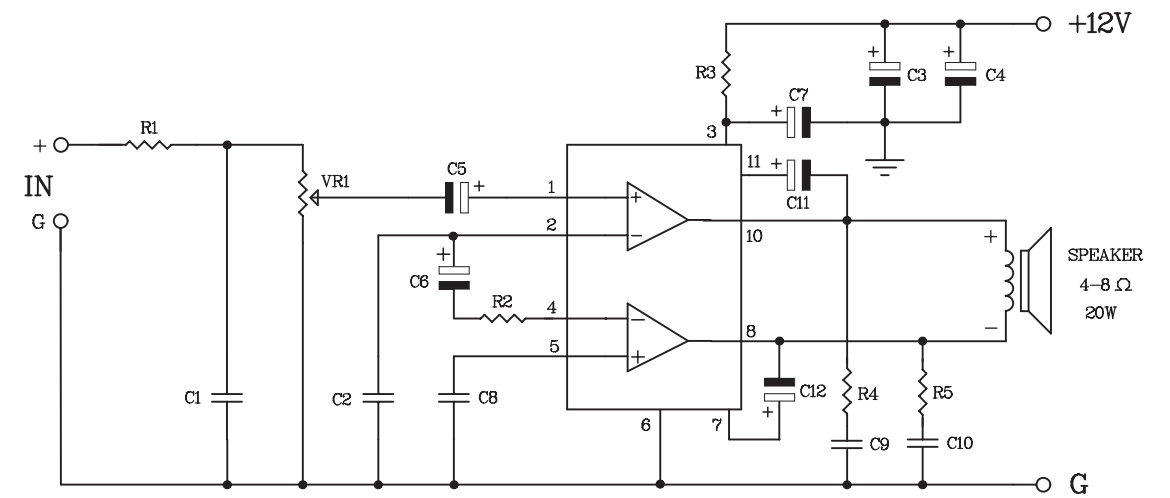 +12V
R3
+
C3
+
C4
+
C7
3
R1
+
IN
G
VR1
C5
+
1
+
11
+
C11
2
−
10
+
C6
R2
4
−
5
+
8
+
−
SPEAKER
4−8 Ω
20W
C1
C2
C8
6
7
+
C12
R4
R5
C9
C10
G